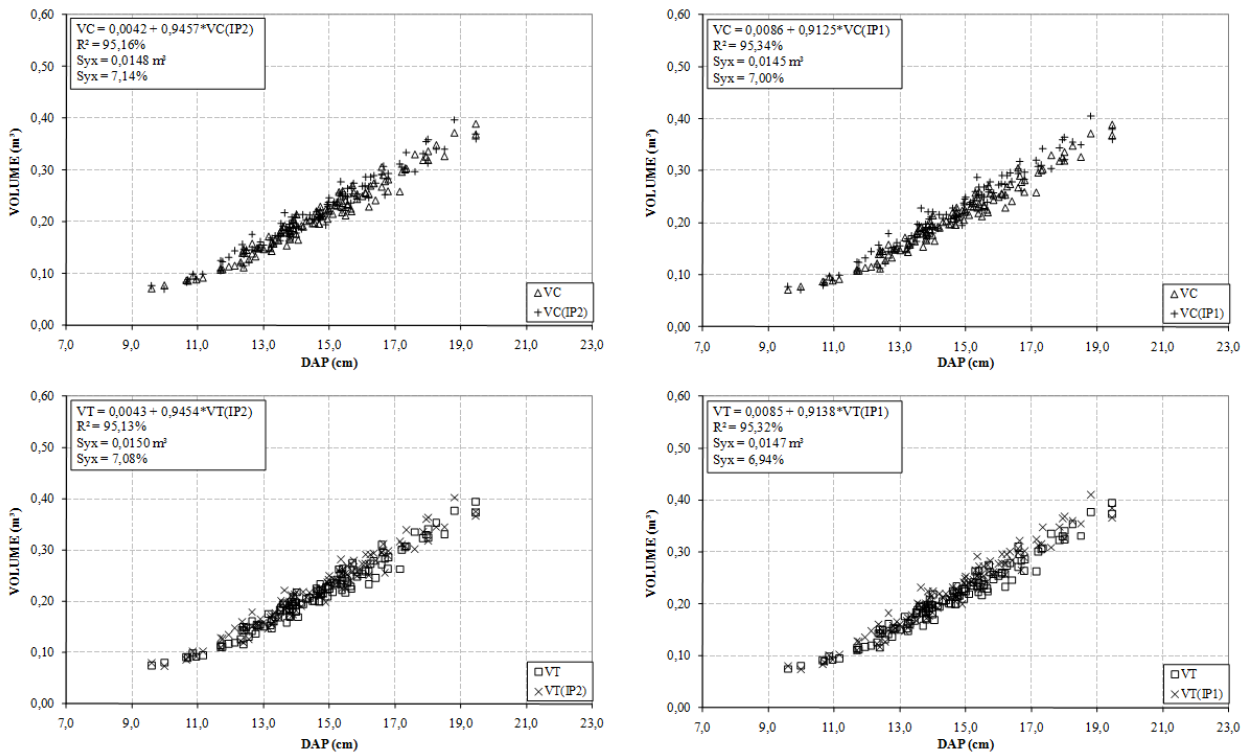 0,60
0,50
0,40
0,30
0,20
0,10
0,00
VOLUME (m³)
VC = 0,0042 + 0,9457*VC(IP2)
R² = 95,16%
Syx = 0,0148 m³
Syx = 7,14%
VC
VC(IP2)
7,0 9,0 11,0 13,0 15,0 17,0 19,0 21,0 23,0
DAP (cm)
0,60
0,50
0,40
0,30
0,20
0,10
0,00
VOLUME (m³)
VC = 0,0086 + 0,9125*VC(IP1)
R² = 95,34%
Syx = 0,0145 m³
Syx = 7,00%
VC
VC(IP1)
7,0 9,0 11,0 13,0 15,0 17,0 19,0 21,0 23,0
DAP (cm)
0,60
0,50
0,40
0,30
0,20
0,10
0,00
VOLUME (m³)
VT = 0,0043 + 0,9454*VT(IP2)
R² = 95,13%
Syx = 0,0150 m³
Syx = 7,08%
VT
VT(IP2)
7,0 9,0 11,0 13,0 15,0 17,0 19,0 21,0 23,0
DAP (cm)
0,60
0,50
0,40
0,30
0,20
0,10
0,00
VOLUME (m³)
VT = 0,0085 + 0,9138*VT(IP1)
R² = 95,32%
Syx = 0,0147 m³
Syx = 6,94%
VT
VT(IP1)
7,0 9,0 11,0 13,0 15,0 17,0 19,0 21,0 23,0
DAP (cm)